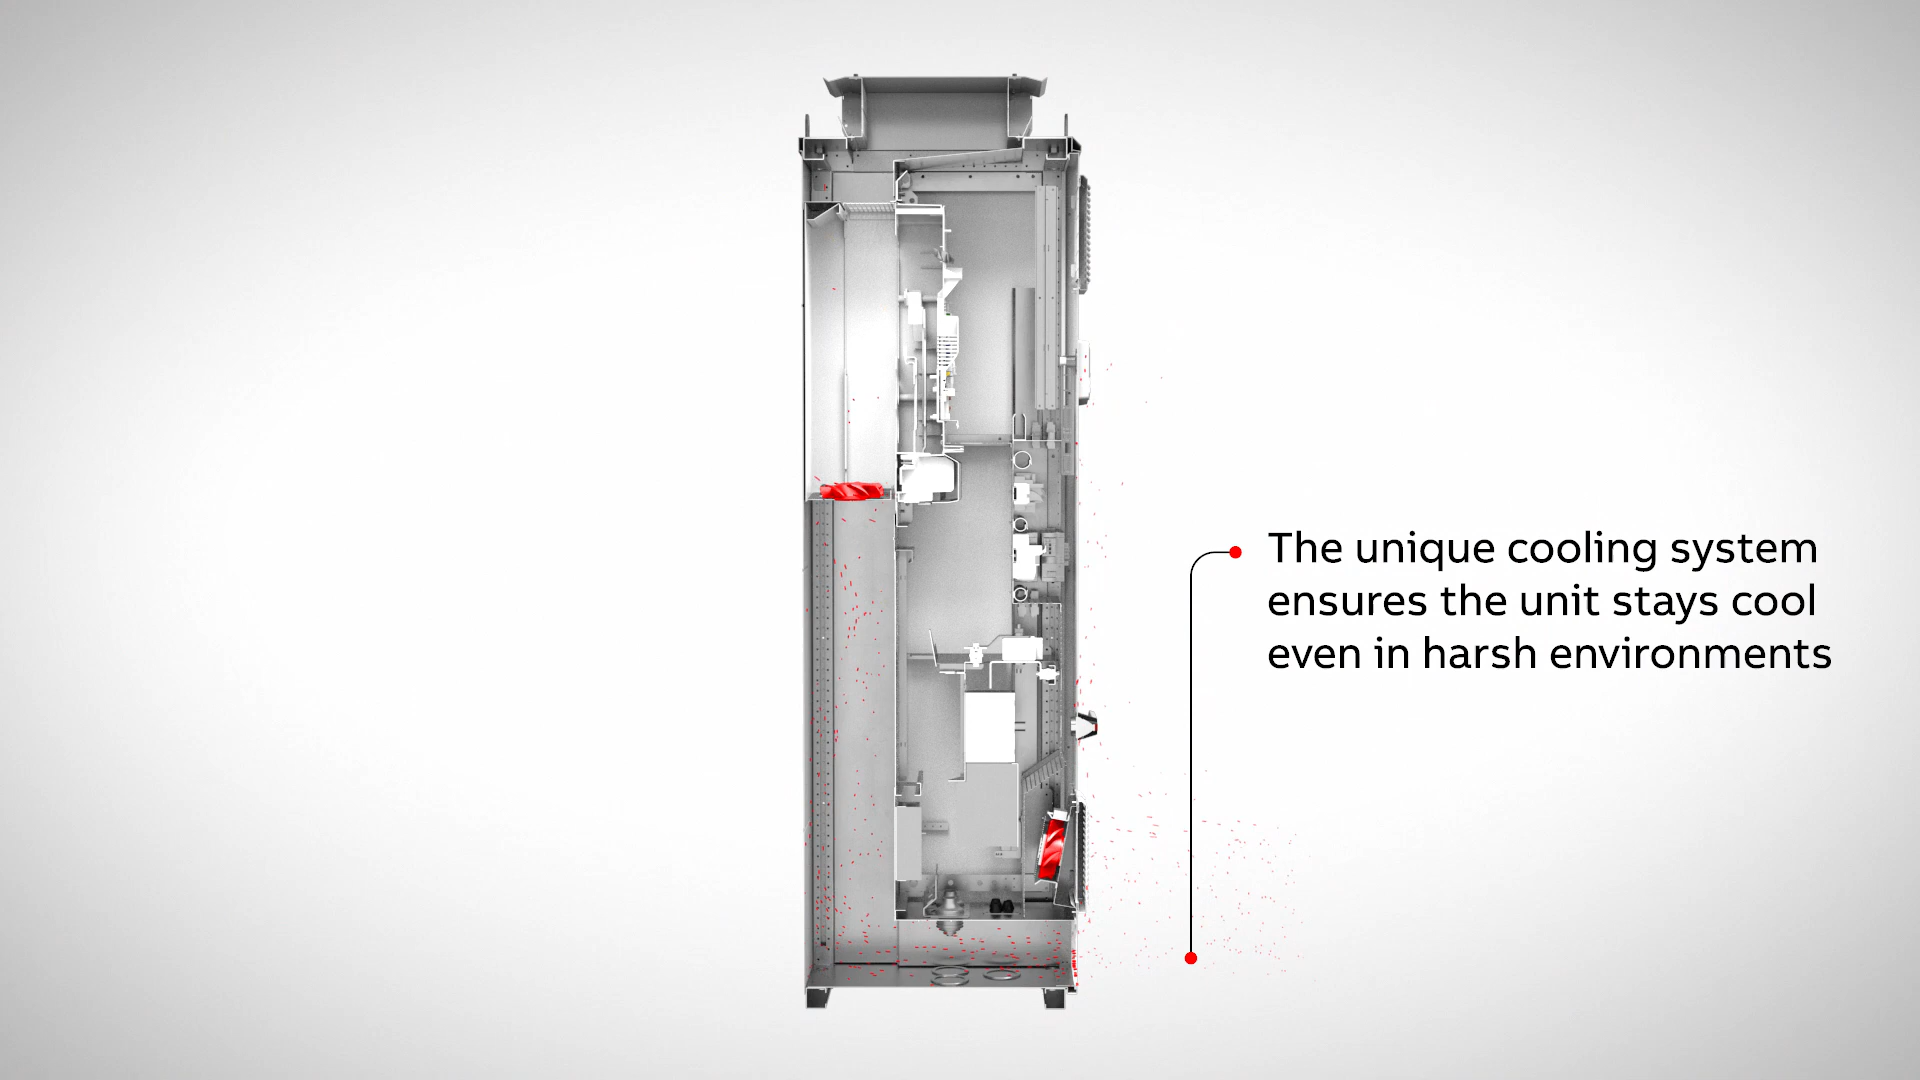 The unique cooling system
ensures the unit stays cool
even in harsh environments